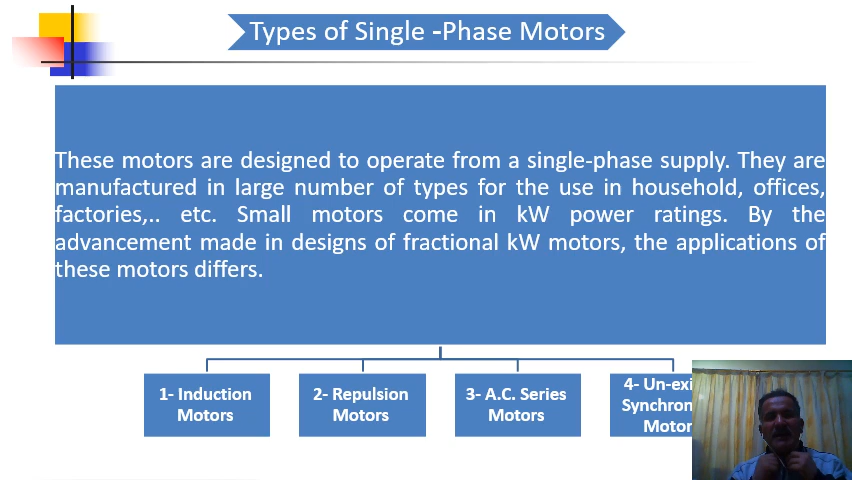 Types of Single -Phase Motors
These motors are designed to operate from a single-phase supply. They are
manufactured in large number of types for the use in household, offices,
factories,.. etc. Small motors come in kW power ratings. By the
advancement made in designs of fractional kW motors, the applications of
these motors differs.
1- Induction
Motors
2- Repulsion
Motors
3- A.C. Series
Motors
4-